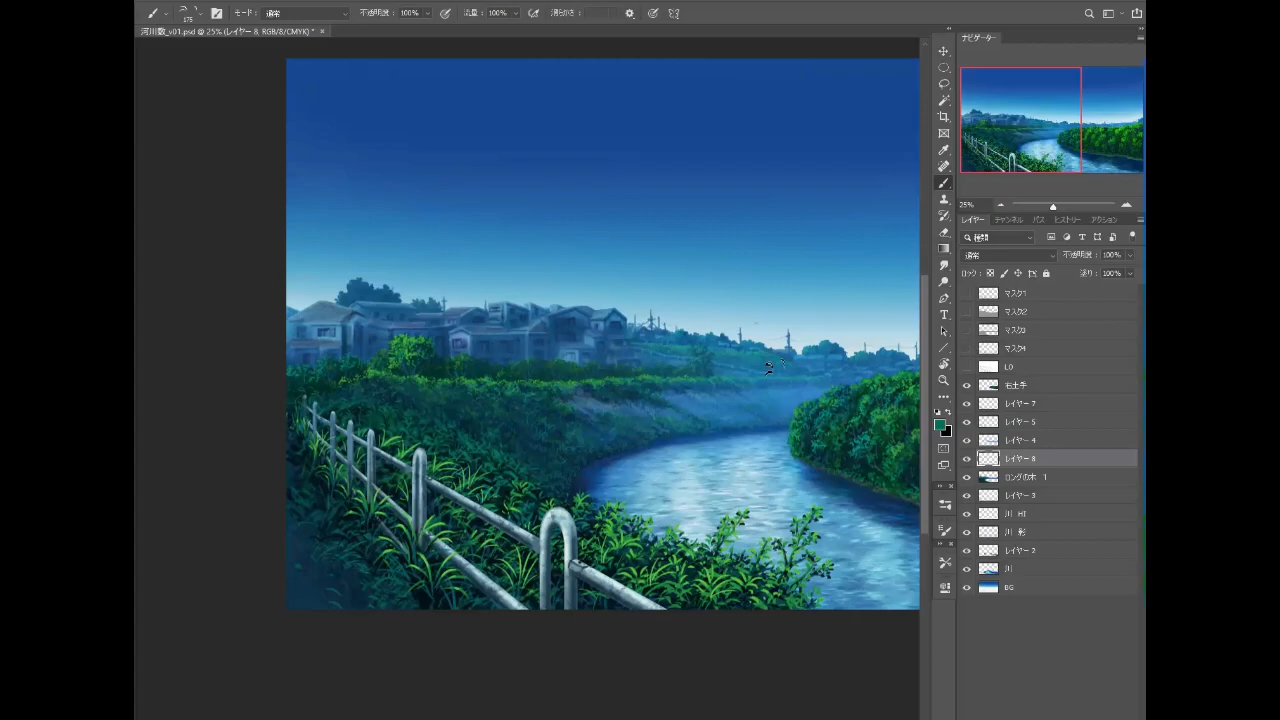 175 モード： 通常 不透明度： 100% 流量： 100% 滑らかさ：
河川敷_v01.psd @ 25% (レイヤー 8, RGB/8/CMYK) * ×
ナビゲーター
25%
レイヤー チャンネル パス ヒストリー アクション
種類
通常 不透明度： 100%
ロック： 塗り： 100%
マスク1
マスク2
マスク3
マスク4
LO
右土手
レイヤー 7
レイヤー 5
レイヤー 4
レイヤー 8
ロングの木 1
レイヤー 3
川 HI
川 影
レイヤー 2
川
BG